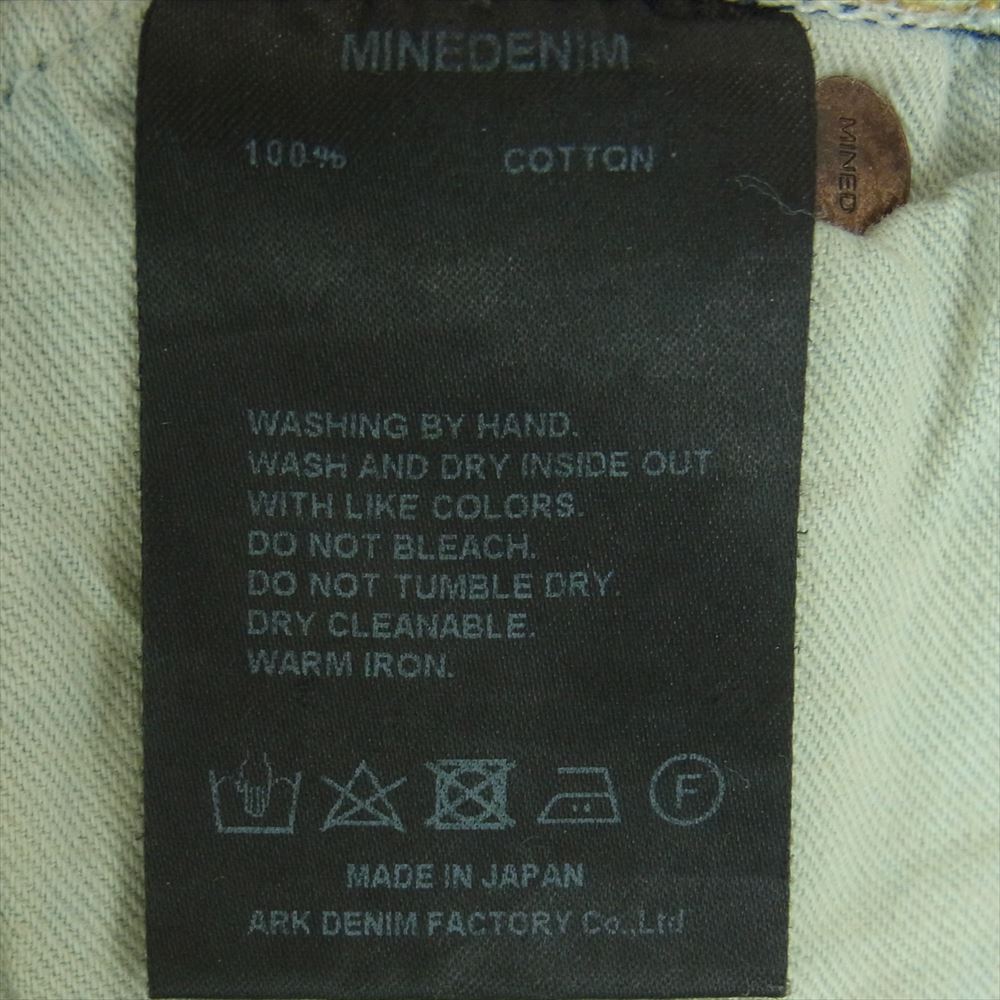 MINEDENIM
100% COTTON
MINED
WASHING BY HAND.
WASH AND DRY INSIDE OUT
WITH LIKE COLORS.
DO NOT BLEACH.
DO NOT TUMBLE DRY.
DRY CLEANABLE.
WARM IRON.
F
MADE IN JAPAN
ARK DENIM FACTORY Co.,Ltd